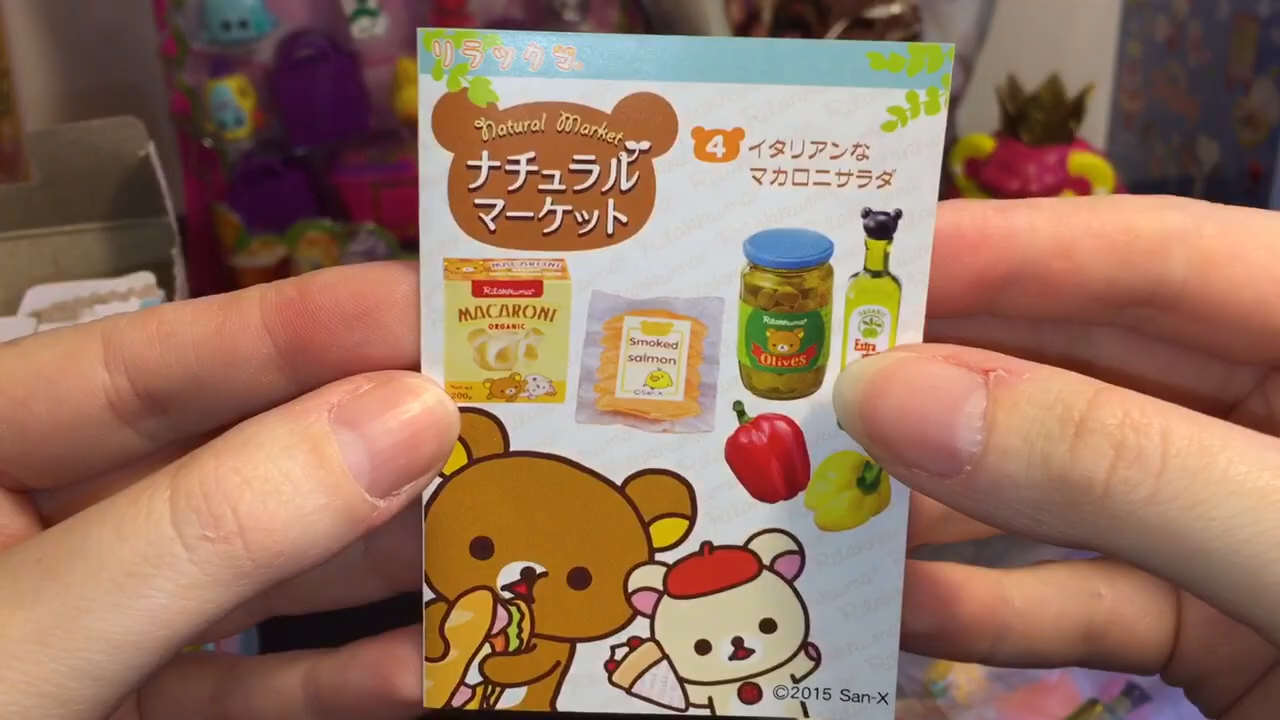 リラックマ
Natural Market
ナチュラル
マーケット
4
イタリアンな
マカロニサラダ
MACARONI
Rilakkuma
MACARONI
ORGANIC
Net wt
200g
Smoked
salmon
©San-X
Rilakkuma
Olives
ORGANIC
©2015 San-X